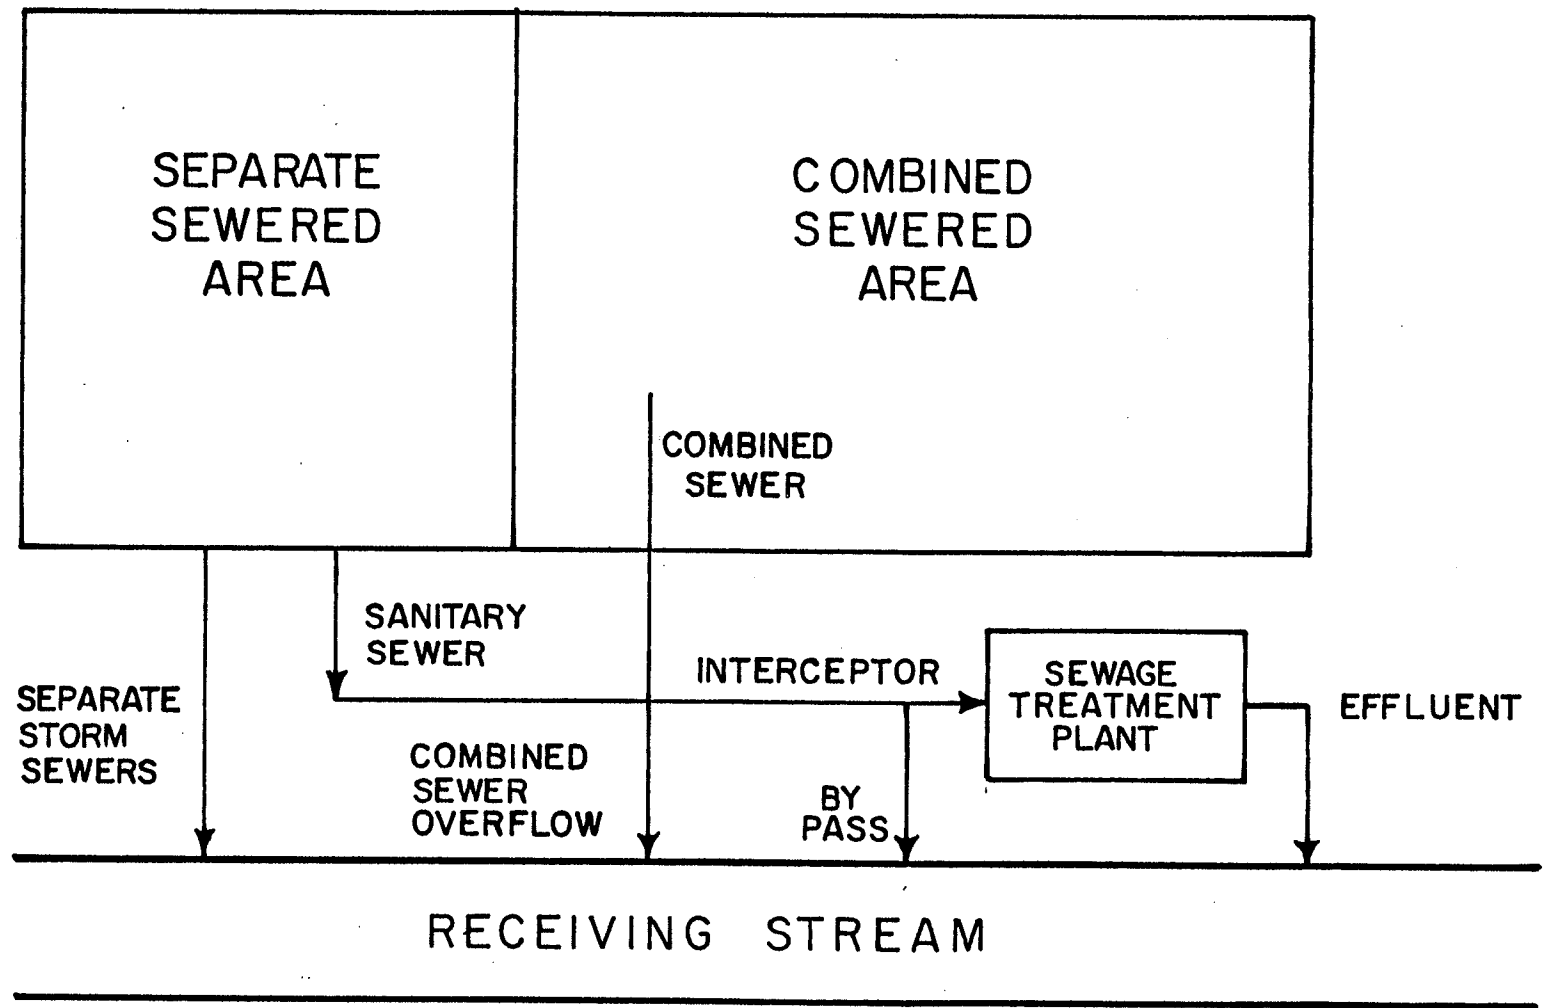 SEPARATE
SEWERED
AREA
COMBINED
SEWERED
AREA
COMBINED
SEWER
SANITARY
SEWER
INTERCEPTOR
SEWAGE
TREATMENT
PLANT
EFFLUENT
SEPARATE
STORM
SEWERS
COMBINED
SEWER
OVERFLOW
BY
PASS
RECEIVING STREAM